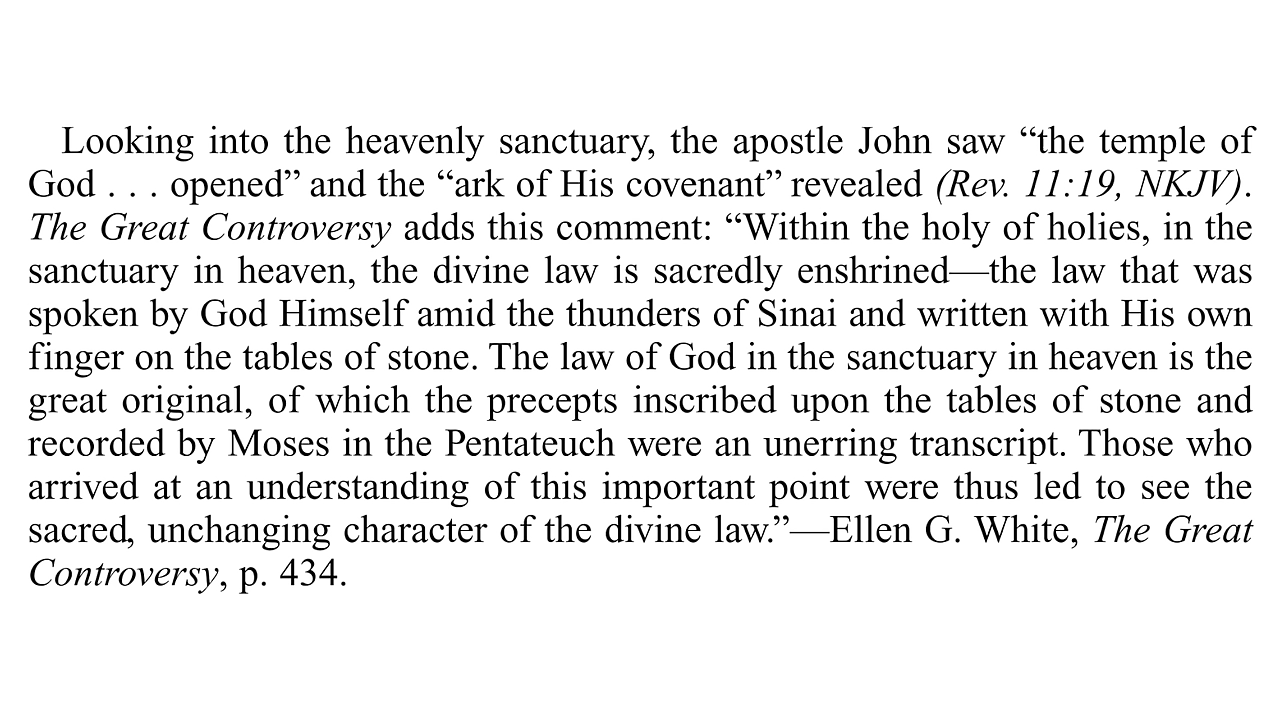 Looking into the heavenly sanctuary, the apostle John saw “the temple of
God . . . opened” and the “ark of His covenant” revealed (Rev. 11:19, NKJV).
The Great Controversy adds this comment: “Within the holy of holies, in the
sanctuary in heaven, the divine law is sacredly enshrined—the law that was
spoken by God Himself amid the thunders of Sinai and written with His own
finger on the tables of stone. The law of God in the sanctuary in heaven is the
great original, of which the precepts inscribed upon the tables of stone and
recorded by Moses in the Pentateuch were an unerring transcript. Those who
arrived at an understanding of this important point were thus led to see the
sacred, unchanging character of the divine law.”—Ellen G. White, The Great
Controversy, p. 434.